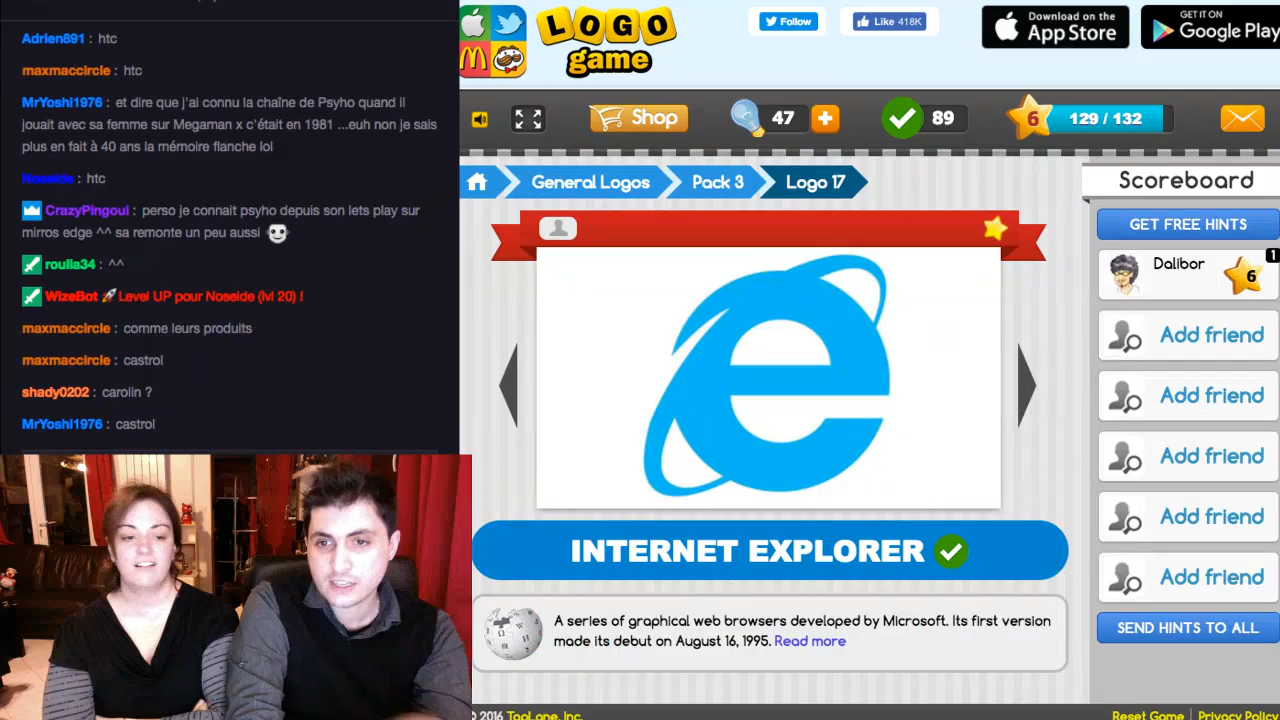 Adrien891 : htc
maxmaccircle : htc
MrYoshi1976 : et dire que j'ai connu la chaîne de Psyho quand il
jouait avec sa femme sur Megaman x c'était en 1981 ...euh non je sais
plus en fait à 40 ans la mémoire flanche lol
Noseide : htc
CrazyPingoui : perso je connait psyho depuis son lets play sur
mirros edge ^^ sa remonte un peu aussi
roulla34 : ^^
WizeBot Level UP pour Noseide (lvl 20) !
maxmaccircle : comme leurs produits
maxmaccircle : castrol
shady0202 : carolin ?
MrYoshi1976 : castrol
LOGO
game
Follow
Like 418K
Download on the
App Store
GET IT ON
Google Play
Shop
47
89
6
129 / 132
General Logos
Pack 3
Logo 17
INTERNET EXPLORER
A series of graphical web browsers developed by Microsoft. Its first version
made its debut on August 16, 1995. Read more
Scoreboard
GET FREE HINTS
Dalibor
6
1
Add friend
Add friend
Add friend
Add friend
Add friend
SEND HINTS TO ALL
© 2016 TooLane, Inc.
Reset Game | Privacy Policy